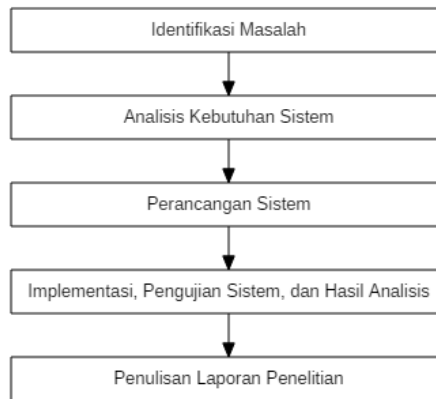 Identifikasi Masalah
Analisis Kebutuhan Sistem
Perancangan Sistem
Implementasi, Pengujian Sistem, dan Hasil Analisis
Penulisan Laporan Penelitian